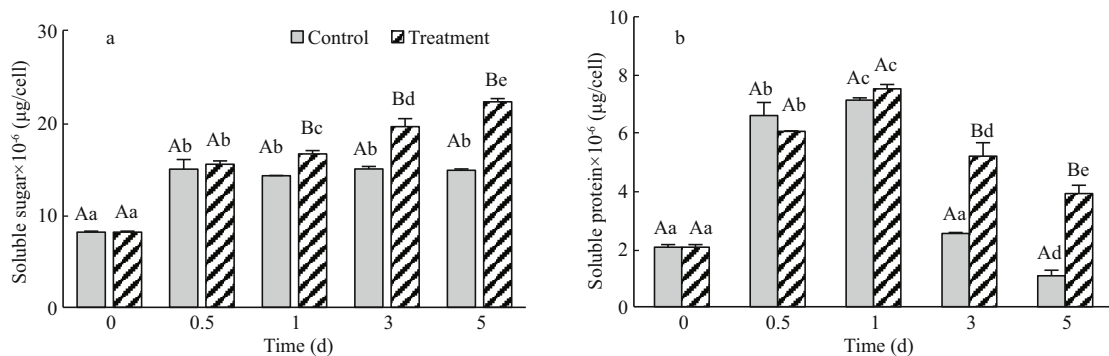 a
Control Treatment
Soluble sugar×10⁻⁶ (μg/cell)
30
20
10
0
Aa Aa Ab Ab Ab Bc Ab Bd Ab Be
0 0.5 1 3 5
Time (d)
b
Soluble protein×10⁻⁶ (μg/cell)
10
8
6
4
2
0
Aa Aa Ab Ab Ac Ac Aa Bd Ad Be
0 0.5 1 3 5
Time (d)